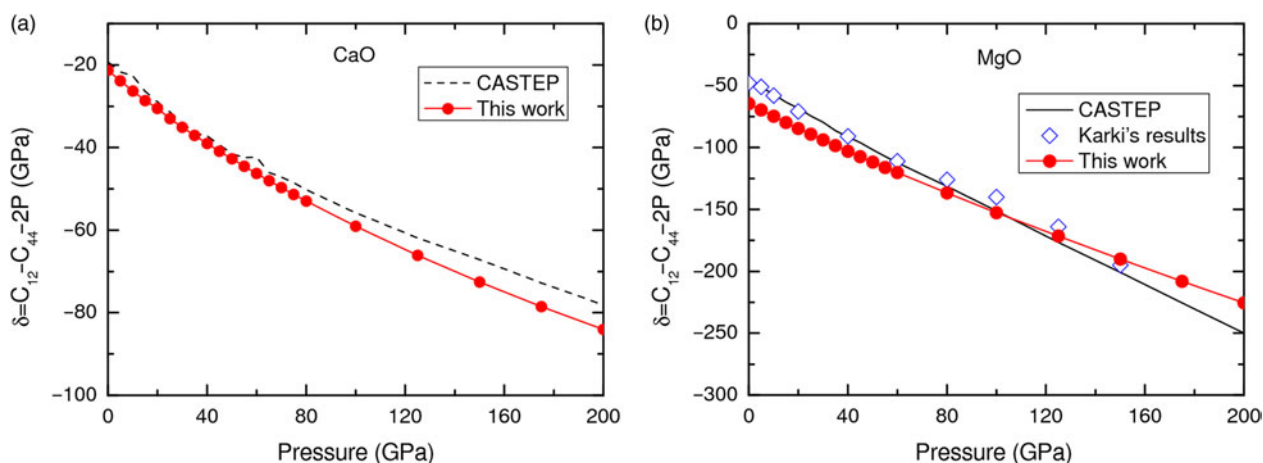 (a)
CaO
CASTEP
This work
−20
−40
−60
−80
−100
0 40 80 120 160 200
Pressure (GPa)
δ=C₁₂−C₄₄−2P (GPa)
(b)
MgO
CASTEP
Karki's results
This work
0
−50
−100
−150
−200
−250
−300
0 40 80 120 160 200
Pressure (GPa)
δ=C₁₂−C₄₄−2P (GPa)